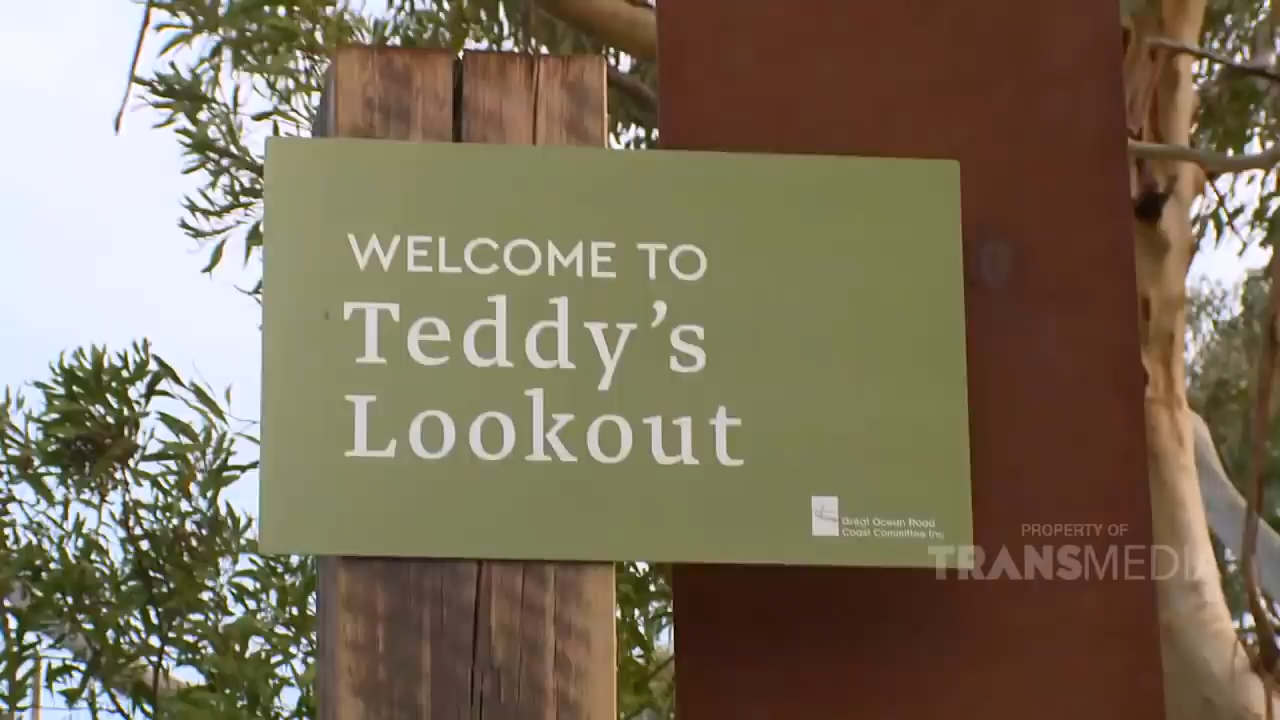 WELCOME TO
Teddy's
Lookout
Great Ocean Road
Coast Committee Inc
PROPERTY OF
TRANSMEDIA